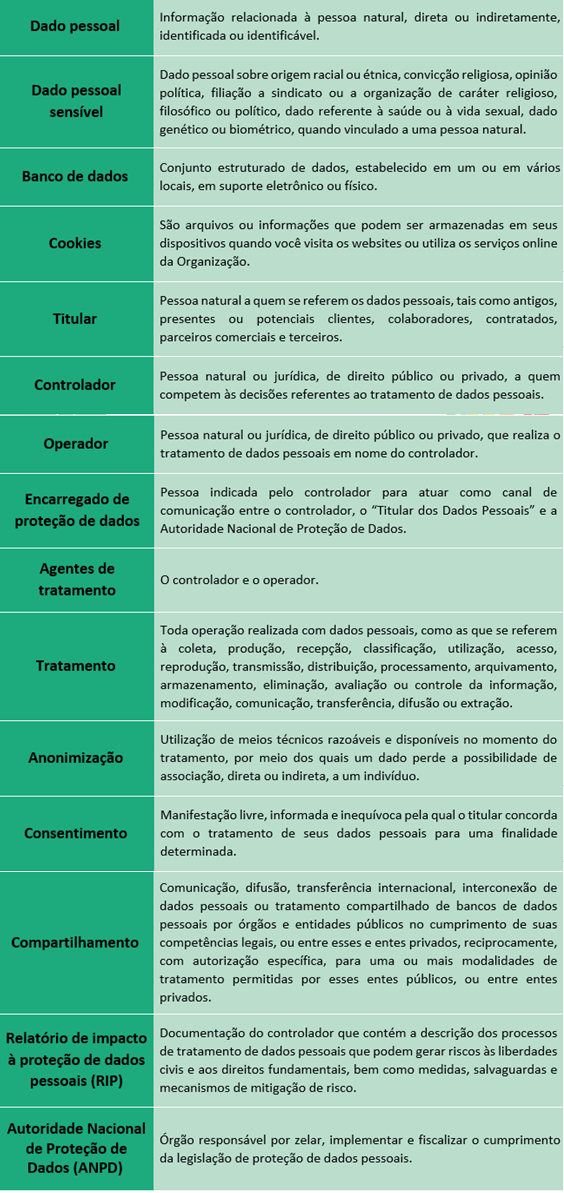 Dado pessoal
Informação relacionada à pessoa natural, direta ou indiretamente,
identificada ou identificável.
Dado pessoal
sensível
Dado pessoal sobre origem racial ou étnica, convicção religiosa, opinião
política, filiação a sindicato ou a organização de caráter religioso,
filosófico ou político, dado referente à saúde ou à vida sexual, dado
genético ou biométrico, quando vinculado a uma pessoa natural.
Banco de dados
Conjunto estruturado de dados, estabelecido em um ou em vários
locais, em suporte eletrônico ou físico.
Cookies
São arquivos ou informações que podem ser armazenadas em seus
dispositivos quando você visita os websites ou utiliza os serviços online
da Organização.
Titular
Pessoa natural a quem se referem os dados pessoais, tais como antigos,
presentes ou potenciais clientes, colaboradores, contratados,
parceiros comerciais e terceiros.
Controlador
Pessoa natural ou jurídica, de direito público ou privado, a quem
competem às decisões referentes ao tratamento de dados pessoais.
Operador
Pessoa natural ou jurídica, de direito público ou privado, que realiza o
tratamento de dados pessoais em nome do controlador.
Encarregado de
proteção de dados
Pessoa indicada pelo controlador para atuar como canal de
comunicação entre o controlador, o “Titular dos Dados Pessoais” e a
Autoridade Nacional de Proteção de Dados.
Agentes de
tratamento
O controlador e o operador.
Tratamento
Toda operação realizada com dados pessoais, como as que se referem
à coleta, produção, recepção, classificação, utilização, acesso,
reprodução, transmissão, distribuição, processamento, arquivamento,
armazenamento, eliminação, avaliação ou controle da informação,
modificação, comunicação, transferência, difusão ou extração.
Anonimização
Utilização de meios técnicos razoáveis e disponíveis no momento do
tratamento, por meio dos quais um dado perde a possibilidade de
associação, direta ou indireta, a um indivíduo.
Consentimento
Manifestação livre, informada e inequívoca pela qual o titular concorda
com o tratamento de seus dados pessoais para uma finalidade
determinada.
Compartilhamento
Comunicação, difusão, transferência internacional, interconexão de
dados pessoais ou tratamento compartilhado de bancos de dados
pessoais por órgãos e entidades públicos no cumprimento de suas
competências legais, ou entre esses e entes privados, reciprocamente,
com autorização específica, para uma ou mais modalidades de
tratamento permitidas por esses entes públicos, ou entre entes
privados.
Relatório de impacto
à proteção de dados
pessoais (RIP)
Documentação do controlador que contém a descrição dos processos
de tratamento de dados pessoais que podem gerar riscos às liberdades
civis e aos direitos fundamentais, bem como medidas, salvaguardas e
mecanismos de mitigação de risco.
Autoridade Nacional
de Proteção de
Dados (ANPD)
Órgão responsável por zelar, implementar e fiscalizar o cumprimento
da legislação de proteção de dados pessoais.